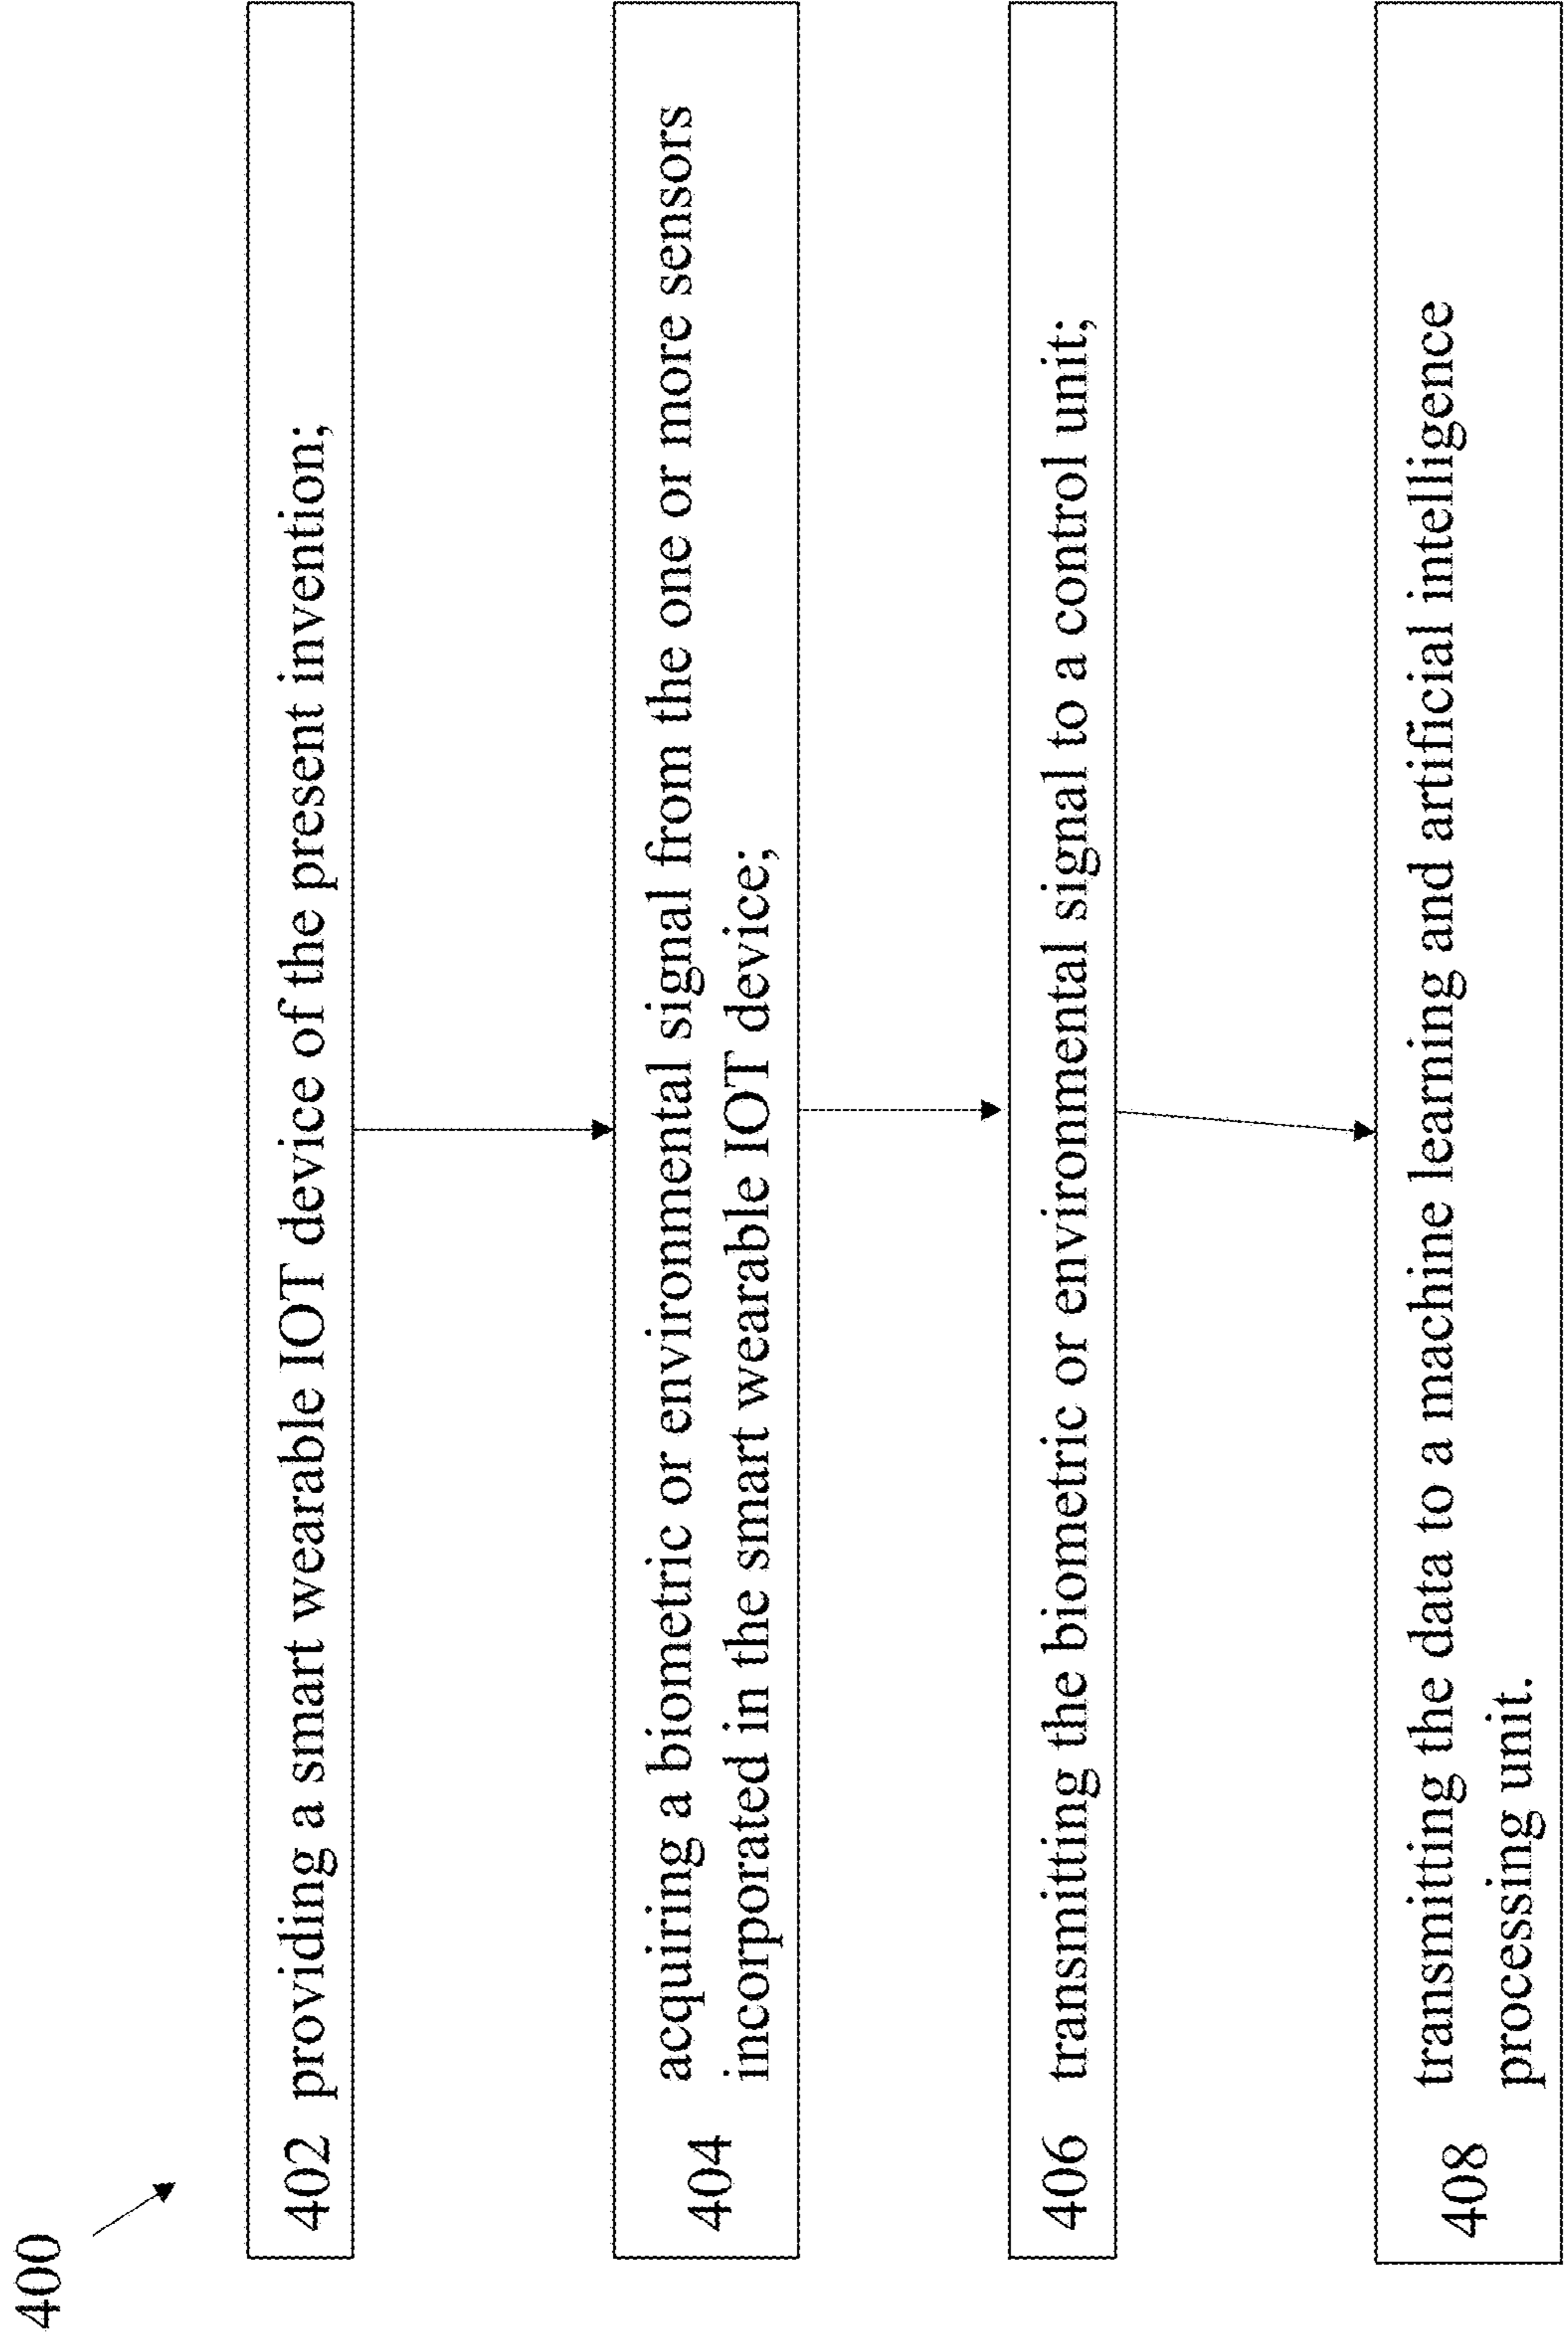 400
402 providing a smart wearable IOT device of the present invention;
404 acquiring a biometric or environmental signal from the one or more sensors
incorporated in the smart wearable IOT device;
406 transmitting the biometric or environmental signal to a control unit;
408 transmitting the data to a machine learning and artificial intelligence
processing unit.